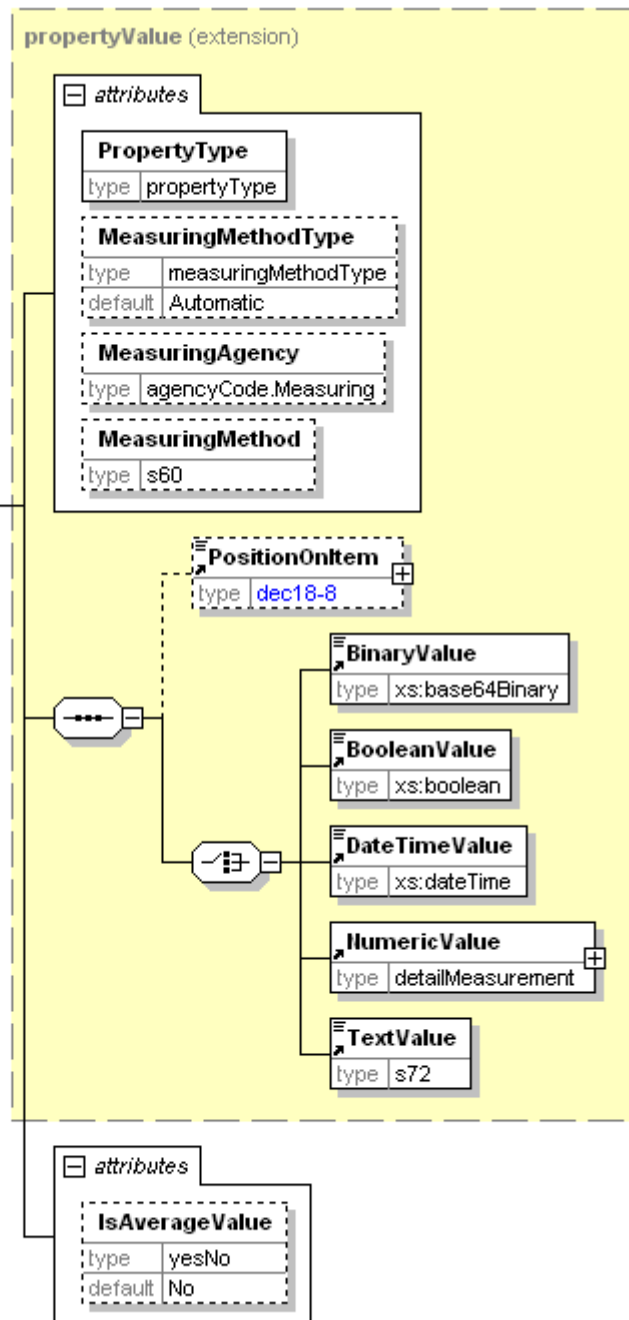 propertyValue (extension)
attributes
PropertyType
type propertyType
MeasuringMethodType
type measuringMethodType
default Automatic
MeasuringAgency
type agencyCode.Measuring
MeasuringMethod
type s60
PositionOnItem
type dec18-8
BinaryValue
type xs:base64Binary
BooleanValue
type xs:boolean
DateTimeValue
type xs:dateTime
NumericValue
type detailMeasurement
TextValue
type s72
attributes
IsAverageValue
type yesNo
default No